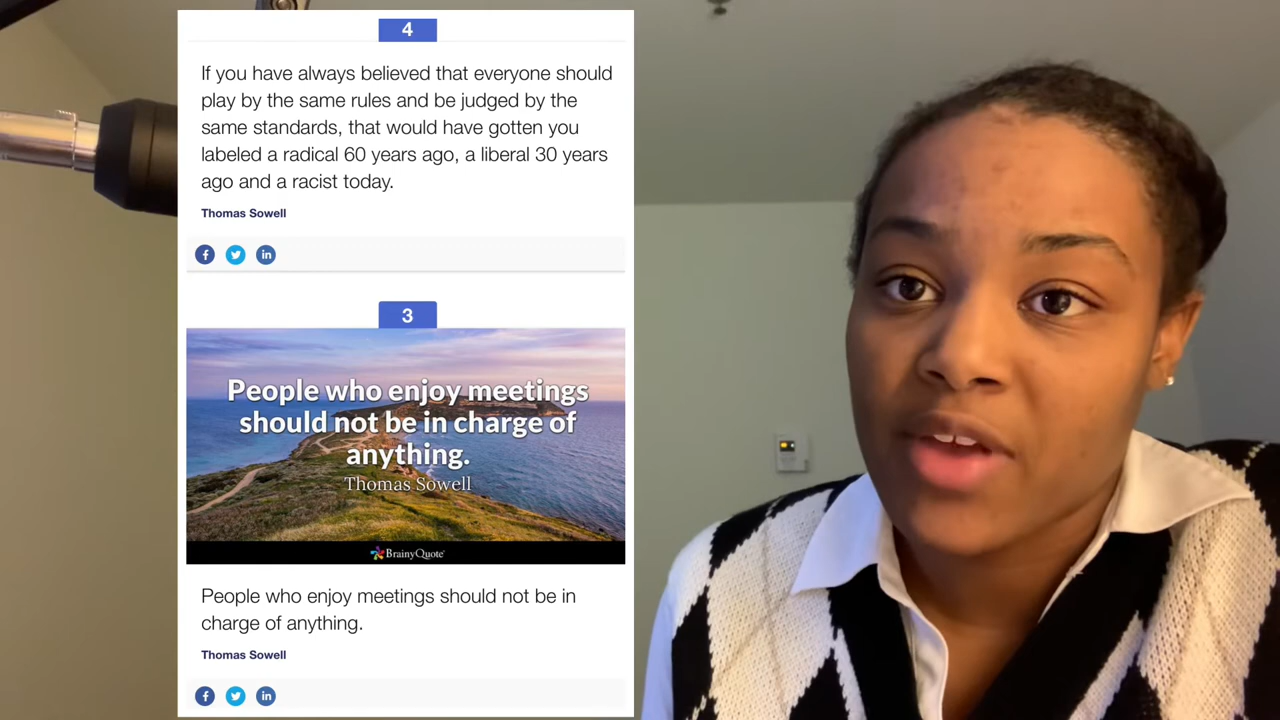 4
If you have always believed that everyone should
play by the same rules and be judged by the
same standards, that would have gotten you
labeled a radical 60 years ago, a liberal 30 years
ago and a racist today.
Thomas Sowell
3
People who enjoy meetings
should not be in charge of
anything.
Thomas Sowell
BrainyQuote®
People who enjoy meetings should not be in
charge of anything.
Thomas Sowell